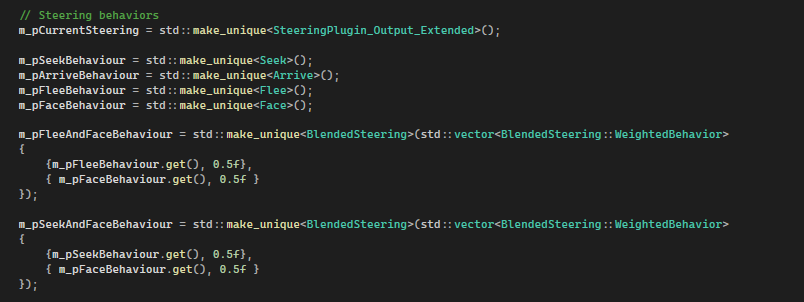 // Steering behaviors
m_pCurrentSteering = std::make_unique<SteeringPlugin_Output_Extended>();
m_pSeekBehaviour = std::make_unique<Seek>();
m_pArriveBehaviour = std::make_unique<Arrive>();
m_pFleeBehaviour = std::make_unique<Flee>();
m_pFaceBehaviour = std::make_unique<Face>();
m_pFleeAndFaceBehaviour = std::make_unique<BlendedSteering>(std::vector<BlendedSteering::WeightedBehavior>
{
{m_pFleeBehaviour.get(), 0.5f},
{ m_pFaceBehaviour.get(), 0.5f }
});
m_pSeekAndFaceBehaviour = std::make_unique<BlendedSteering>(std::vector<BlendedSteering::WeightedBehavior>
{
{m_pSeekBehaviour.get(), 0.5f},
{ m_pFaceBehaviour.get(), 0.5f }
});